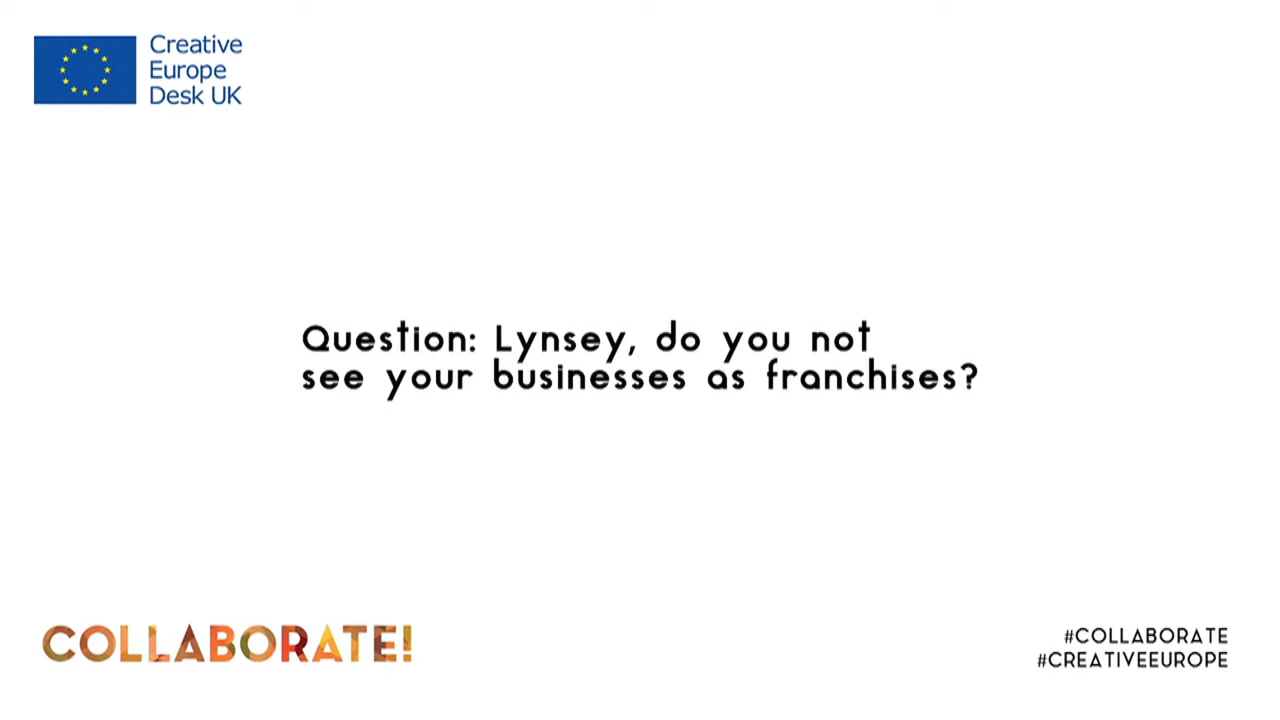 Creative
Europe
Desk UK
Question: Lynsey, do you not
see your businesses as franchises?
COLLABORATE!
#COLLABORATE
#CREATIVEEUROPE